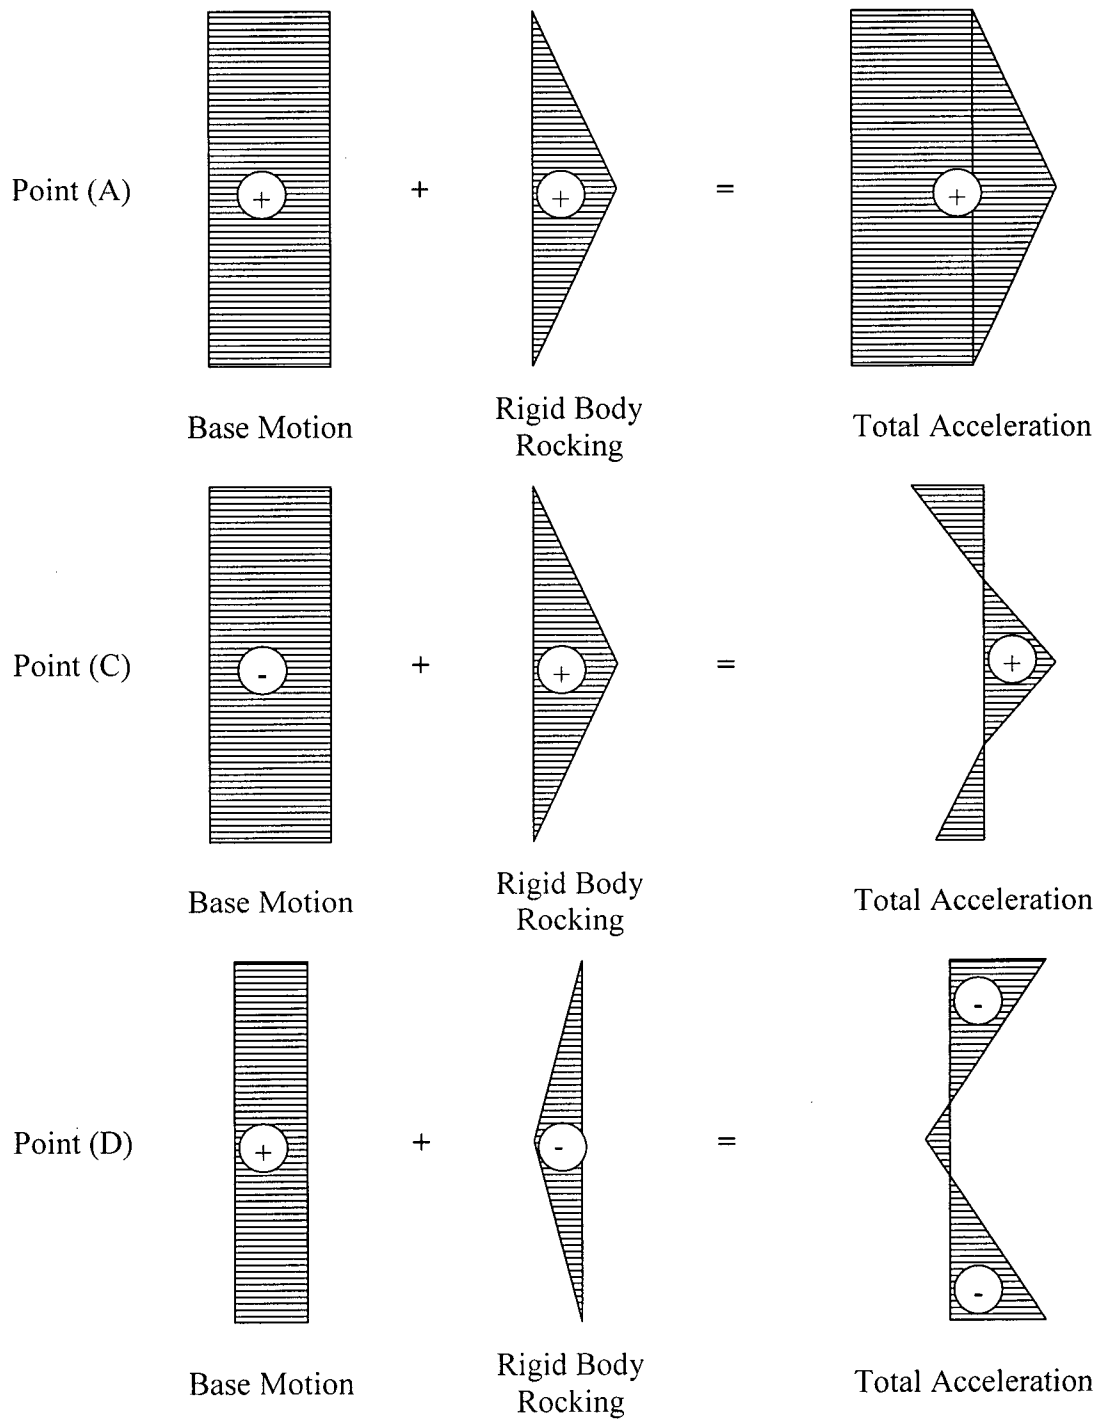 Point (A)
+
+
+
=
+
Base Motion
Rigid Body
Rocking
Total Acceleration
Point (C)
-
+
+
=
+
Base Motion
Rigid Body
Rocking
Total Acceleration
Point (D)
+
+
-
=
-
-
Base Motion
Rigid Body
Rocking
Total Acceleration